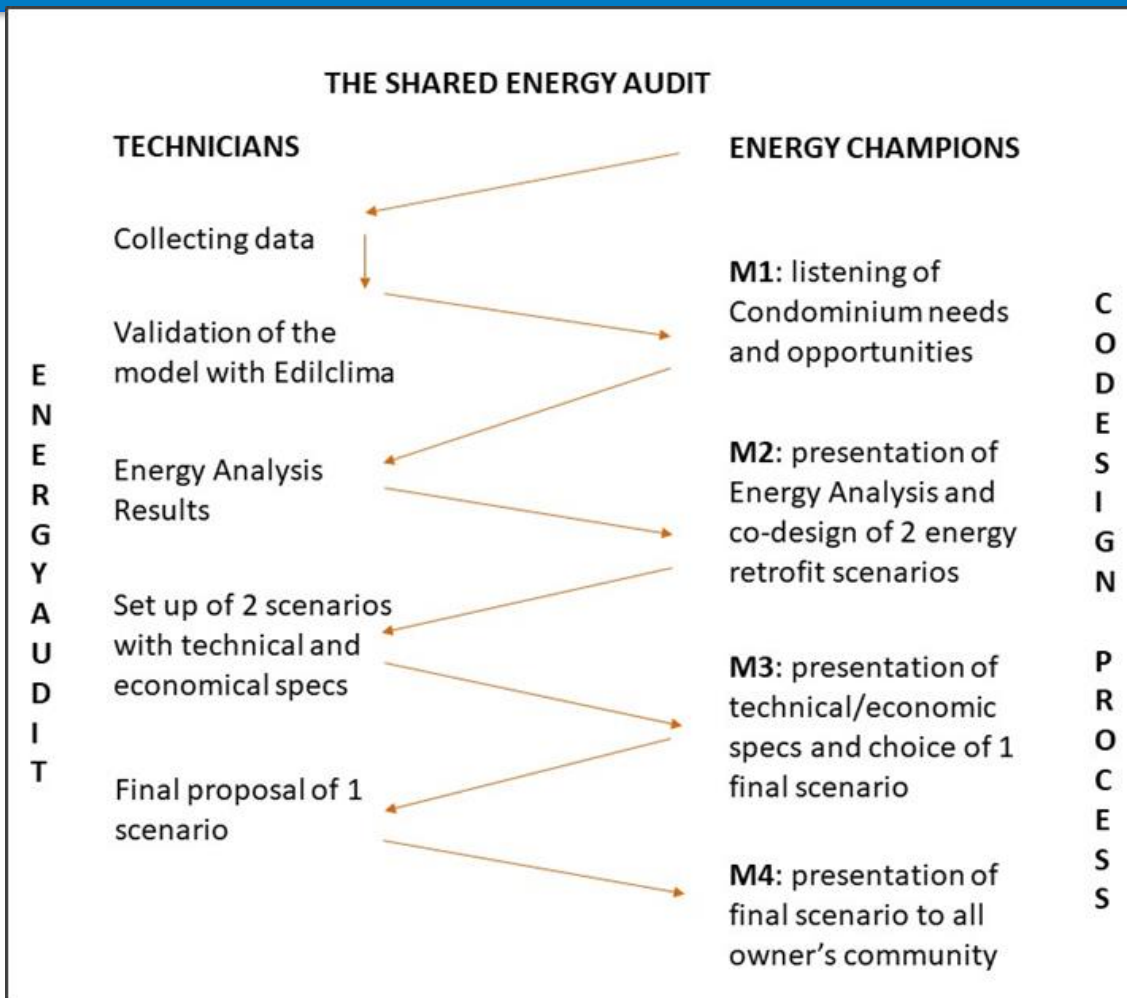 THE SHARED ENERGY AUDIT
TECHNICIANS
ENERGY CHAMPIONS
Collecting data
Validation of the
model with Edilclima
Energy Analysis
Results
Set up of 2 scenarios
with technical and
economical specs
Final proposal of 1
scenario
M1: listening of
Condominium needs
and opportunities
M2: presentation of
Energy Analysis and
co-design of 2 energy
retrofit scenarios
M3: presentation of
technical/economic
specs and choice of 1
final scenario
M4: presentation of
final scenario to all
owner's community
ENERGY AUDIT
CODESIGN PROCESS